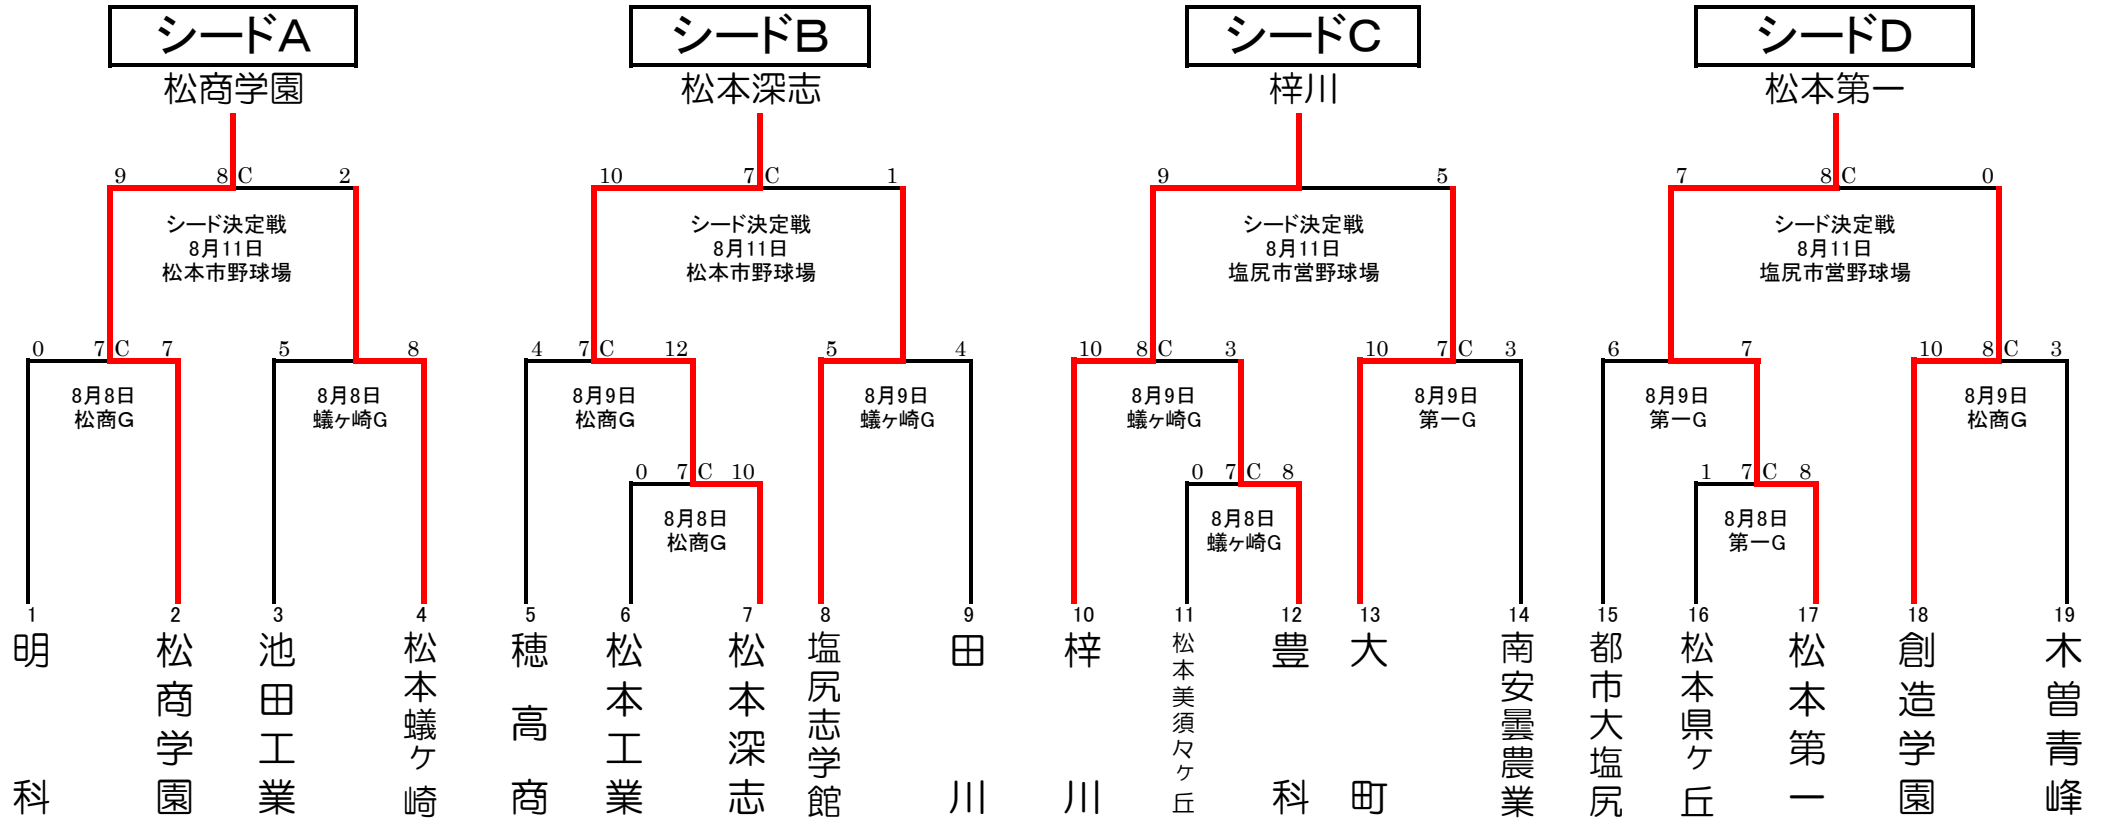 シードA
シードB
シードC
シードD
松商学園
松本深志
梓川
松本第一
9 8 C 2
10 7 C 1
9 5
7 8 C 0
シード決定戦
8月11日
松本市野球場
シード決定戦
8月11日
松本市野球場
シード決定戦
8月11日
塩尻市営野球場
シード決定戦
8月11日
塩尻市営野球場
0 7 C 7
5 8
4 7 C 12
5 4
10 8 C 3
10 7 C 3
6 7
10 8 C 3
8月8日
松商G
8月8日
蟻ヶ崎G
8月9日
松商G
8月9日
蟻ヶ崎G
8月9日
蟻ヶ崎G
8月9日
第一G
8月9日
第一G
8月9日
松商G
0 7 C 10
0 7 C 8
1 7 C 8
8月8日
松商G
8月8日
蟻ヶ崎G
8月8日
第一G
1
明科
2
松商学園
3
池田工業
4
松本蟻ケ崎
5
穂高商
6
松本工業
7
松本深志
8
塩尻志学館
9
田川
10
梓川
11
松本美須々ケ丘
12
豊科
13
大町
14
南安曇農業
15
都市大塩尻
16
松本県ケ丘
17
松本第一
18
創造学園
19
木曽青峰